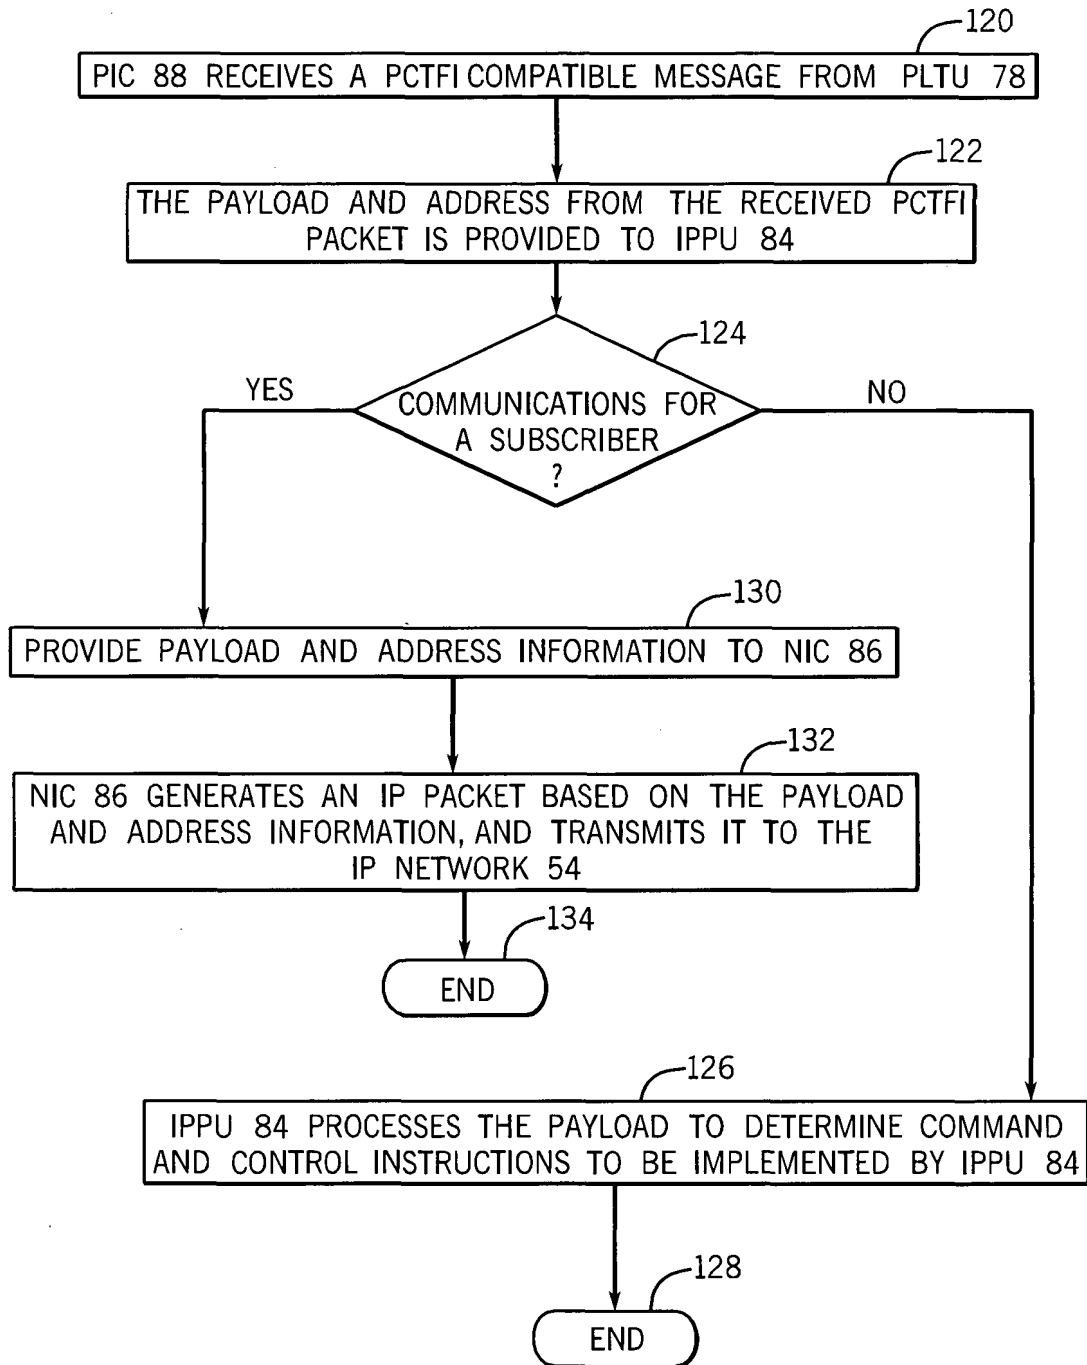 120
PIC 88 RECEIVES A PCTFI COMPATIBLE MESSAGE FROM PLTU 78
122
THE PAYLOAD AND ADDRESS FROM THE RECEIVED PCTFI
PACKET IS PROVIDED TO IPPU 84
124
YES
NO
COMMUNICATIONS FOR
A SUBSCRIBER
?
130
PROVIDE PAYLOAD AND ADDRESS INFORMATION TO NIC 86
132
NIC 86 GENERATES AN IP PACKET BASED ON THE PAYLOAD
AND ADDRESS INFORMATION, AND TRANSMITS IT TO THE
IP NETWORK 54
134
END
126
IPPU 84 PROCESSES THE PAYLOAD TO DETERMINE COMMAND
AND CONTROL INSTRUCTIONS TO BE IMPLEMENTED BY IPPU 84
128
END